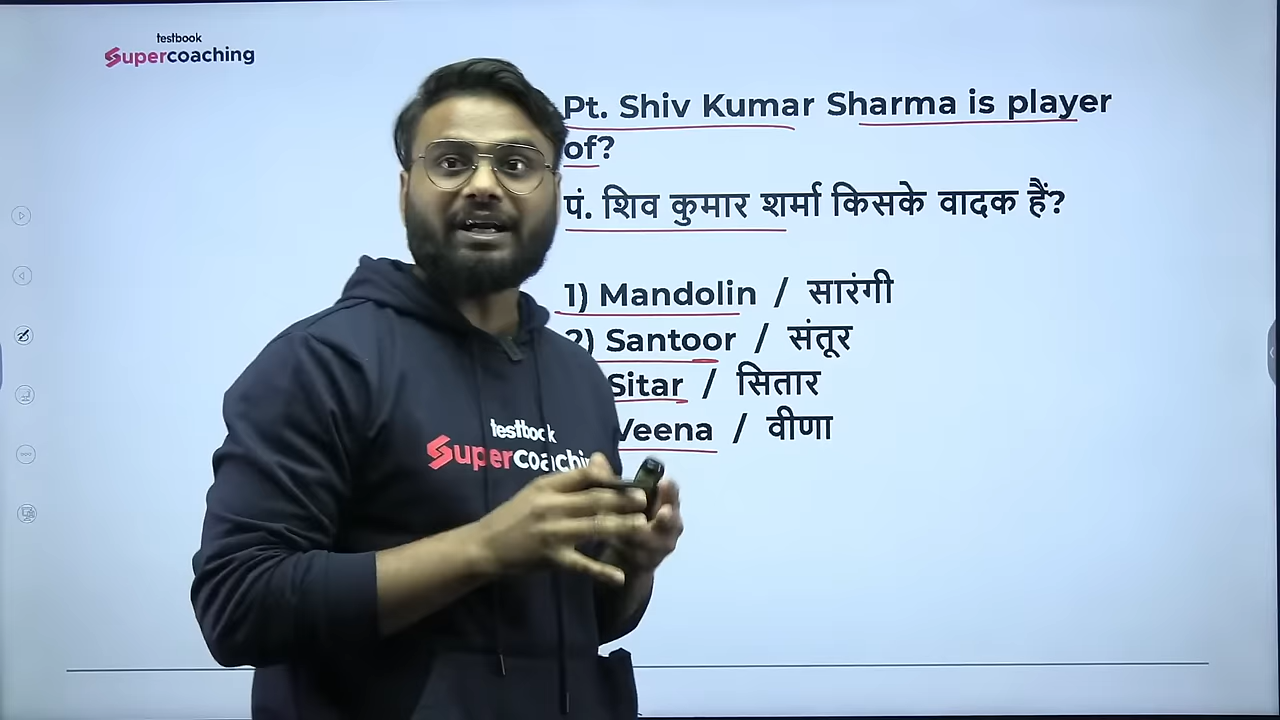 testbook
Supercoaching
Pt. Shiv Kumar Sharma is player
of?
पं. शिव कुमार शर्मा किसके वादक हैं?
1) Mandolin / सारंगी
2) Santoor / संतूर
Sitar / सितार
Veena / वीणा
testbook
Supercoachin